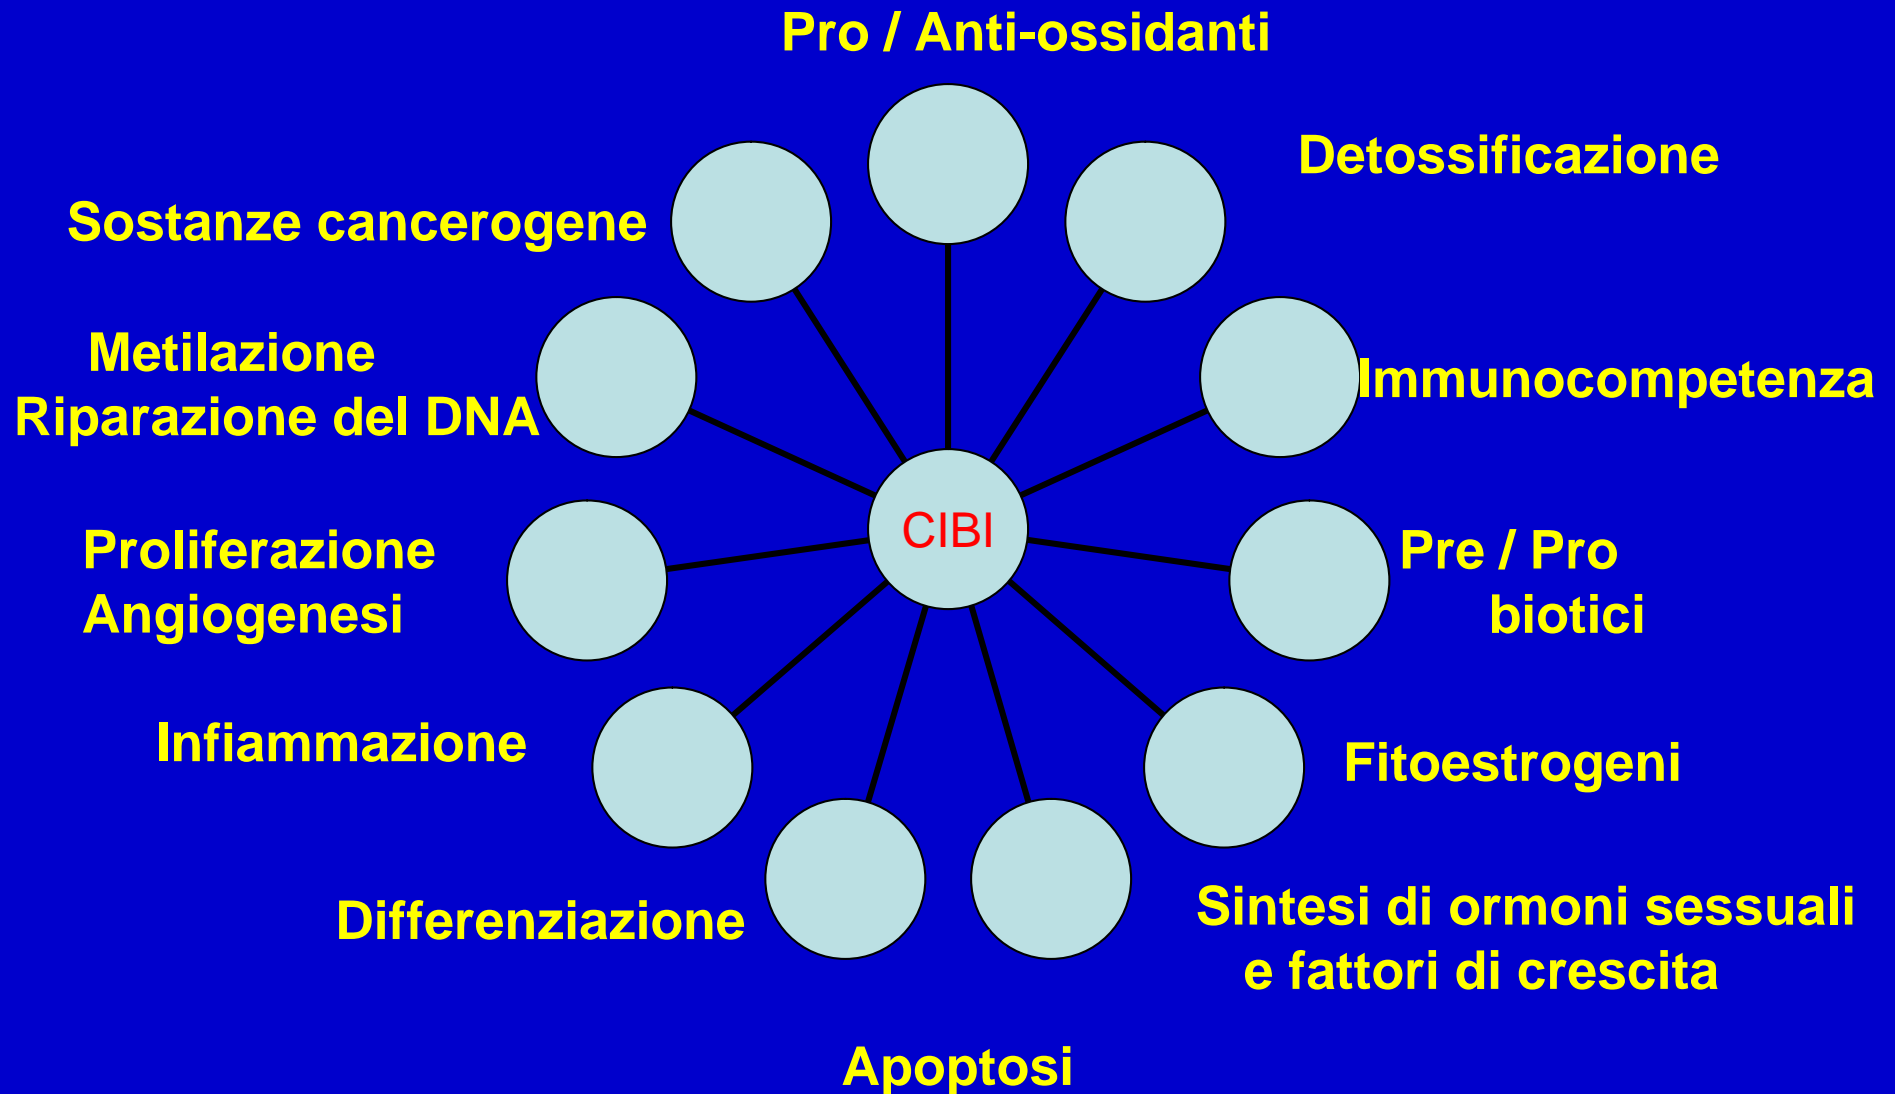 Pro / Anti-ossidanti
Detossificazione
Sostanze cancerogene
Metilazione
Riparazione del DNA
Immunocompetenza
CIBI
Proliferazione
Angiogenesi
Pre / Pro
biotici
Infiammazione
Fitoestrogeni
Differenziazione
Sintesi di ormoni sessuali
e fattori di crescita
Apoptosi